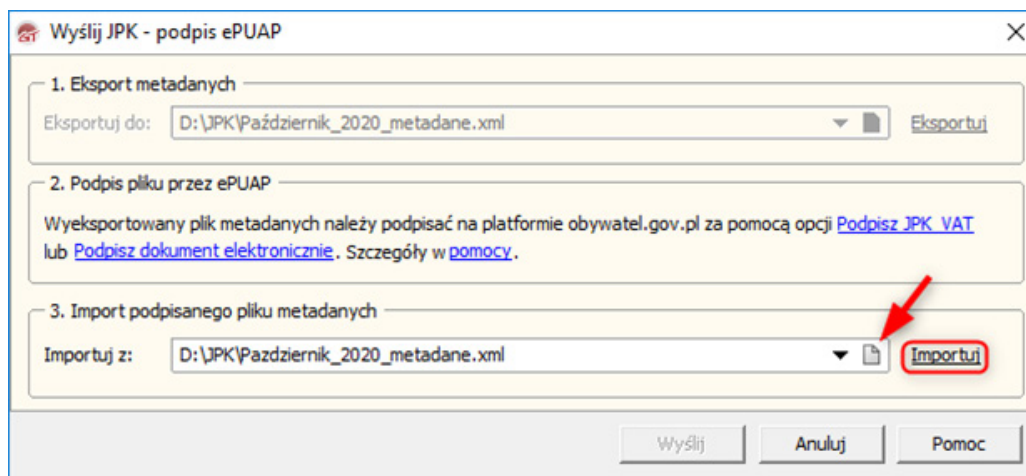 Wyślij JPK - podpis ePUAP
1. Eksport metadanych
Eksportuj do: D:\JPK\Październik_2020_metadane.xml Eksportuj
2. Podpis pliku przez ePUAP
Wyeksportowany plik metadanych należy podpisać na platformie obywatel.gov.pl za pomocą opcji Podpisz JPK_VAT
lub Podpisz dokument elektronicznie. Szczegóły w pomocy.
3. Import podpisanego pliku metadanych
Importuj z: D:\JPK\Pazdziernik_2020_metadane.xml Importuj
Wyślij Anuluj Pomoc